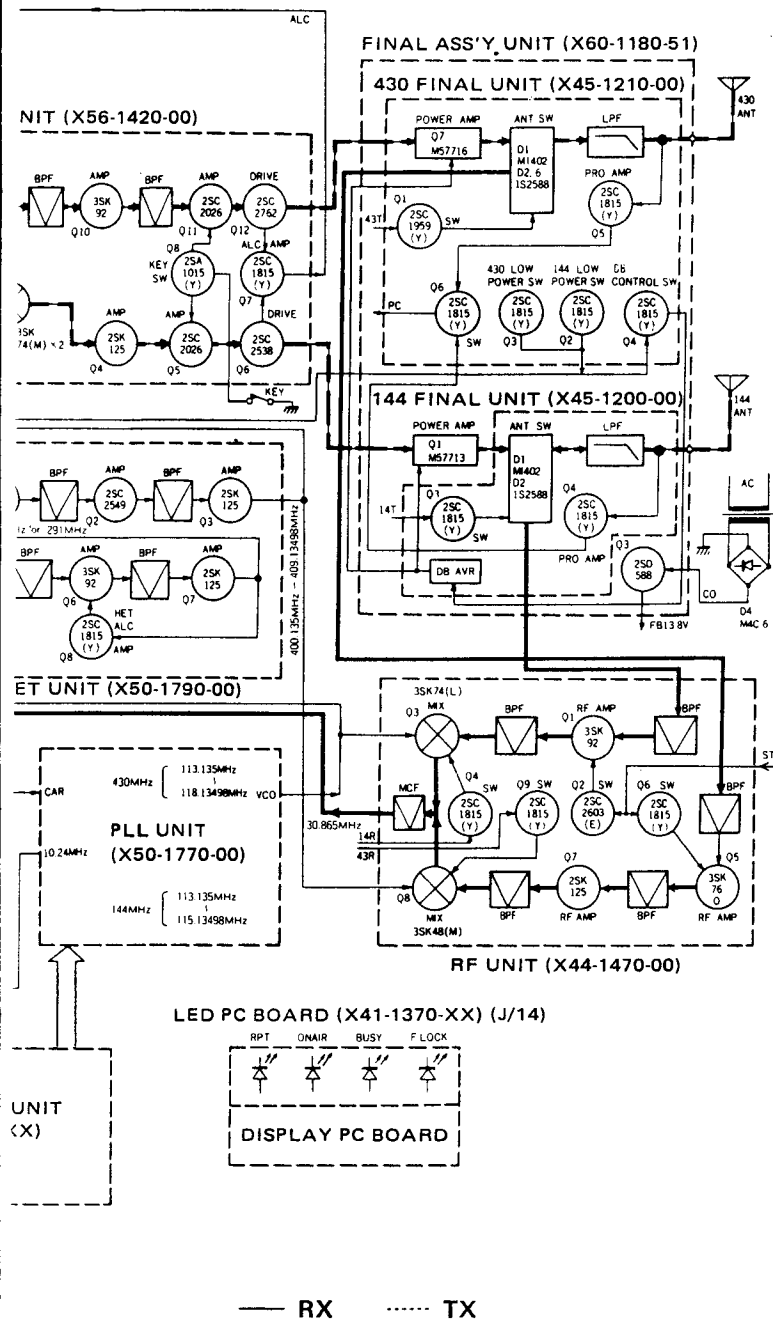 ALC
FINAL ASS'Y UNIT (X60-1180-51)
430 FINAL UNIT (X45-1210-00)
NIT (X56-1420-00)
POWER AMP
Q7
M57716
ANT SW
D1
MI402
D2, 6
1S2588
LPF
430
ANT
BPF
AMP
3SK
92
Q10
BPF
AMP
2SC
2026
Q11
DRIVE
2SC
2762
Q12
Q1
2SC
1959
(Y)
SW
43T
PRO AMP
2SC
1815
(Y)
Q5
KEY
SW
Q8
2SA
1015
(Y)
ALC AMP
2SC
1815
(Y)
Q7
Q6
2SC
1815
(Y)
SW
PC
430 LOW
POWER SW
2SC
1815
(Y)
Q3
144 LOW
POWER SW
2SC
1815
(Y)
Q2
DB
CONTROL SW
2SC
1815
(Y)
Q4
3SK
74(M) × 2
AMP
2SK
125
Q4
AMP
2SC
2026
Q5
DRIVE
2SC
2538
Q6
KEY
144 FINAL UNIT (X45-1200-00)
POWER AMP
Q1
M57713
ANT SW
D1
MI402
D2
1S2588
LPF
144
ANT
BPF
AMP
2SC
2549
Q2
BPF
AMP
2SK
125
Q3
Hz for 291MHz
14T
Q3
2SC
1815
(Y)
SW
Q4
2SC
1815
(Y)
PRO AMP
AC
BPF
AMP
3SK
92
Q6
BPF
AMP
2SK
125
Q7
HET
ALC
AMP
2SC
1815
(Y)
Q8
400.135MHz ~ 409.13498MHz
DB AVR
Q3
2SD
588
CO
FB13.8V
D4
M4C 6
ET UNIT (X50-1790-00)
3SK74(L)
MIX
Q3
BPF
RF AMP
Q1
3SK
92
BPF
ST
430MHz
113.135MHz
118.13498MHz
CAR
VCO
10.24MHz
PLL UNIT
(X50-1770-00)
144MHz
113.135MHz
115.13498MHz
MCF
30.865MHz
14R
43R
Q4
SW
2SC
1815
(Y)
Q9 SW
2SC
1815
(Y)
Q2 SW
2SC
2603
(E)
Q6 SW
2SC
1815
(Y)
BPF
Q8
MIX
3SK48(M)
BPF
Q7
2SK
125
RF AMP
BPF
Q5
3SK
76
O
RF AMP
RF UNIT (X44-1470-00)
LED PC BOARD (X41-1370-XX) (J/14)
RPT ONAIR BUSY F.LOCK
DISPLAY PC BOARD
UNIT
(X)
RX TX